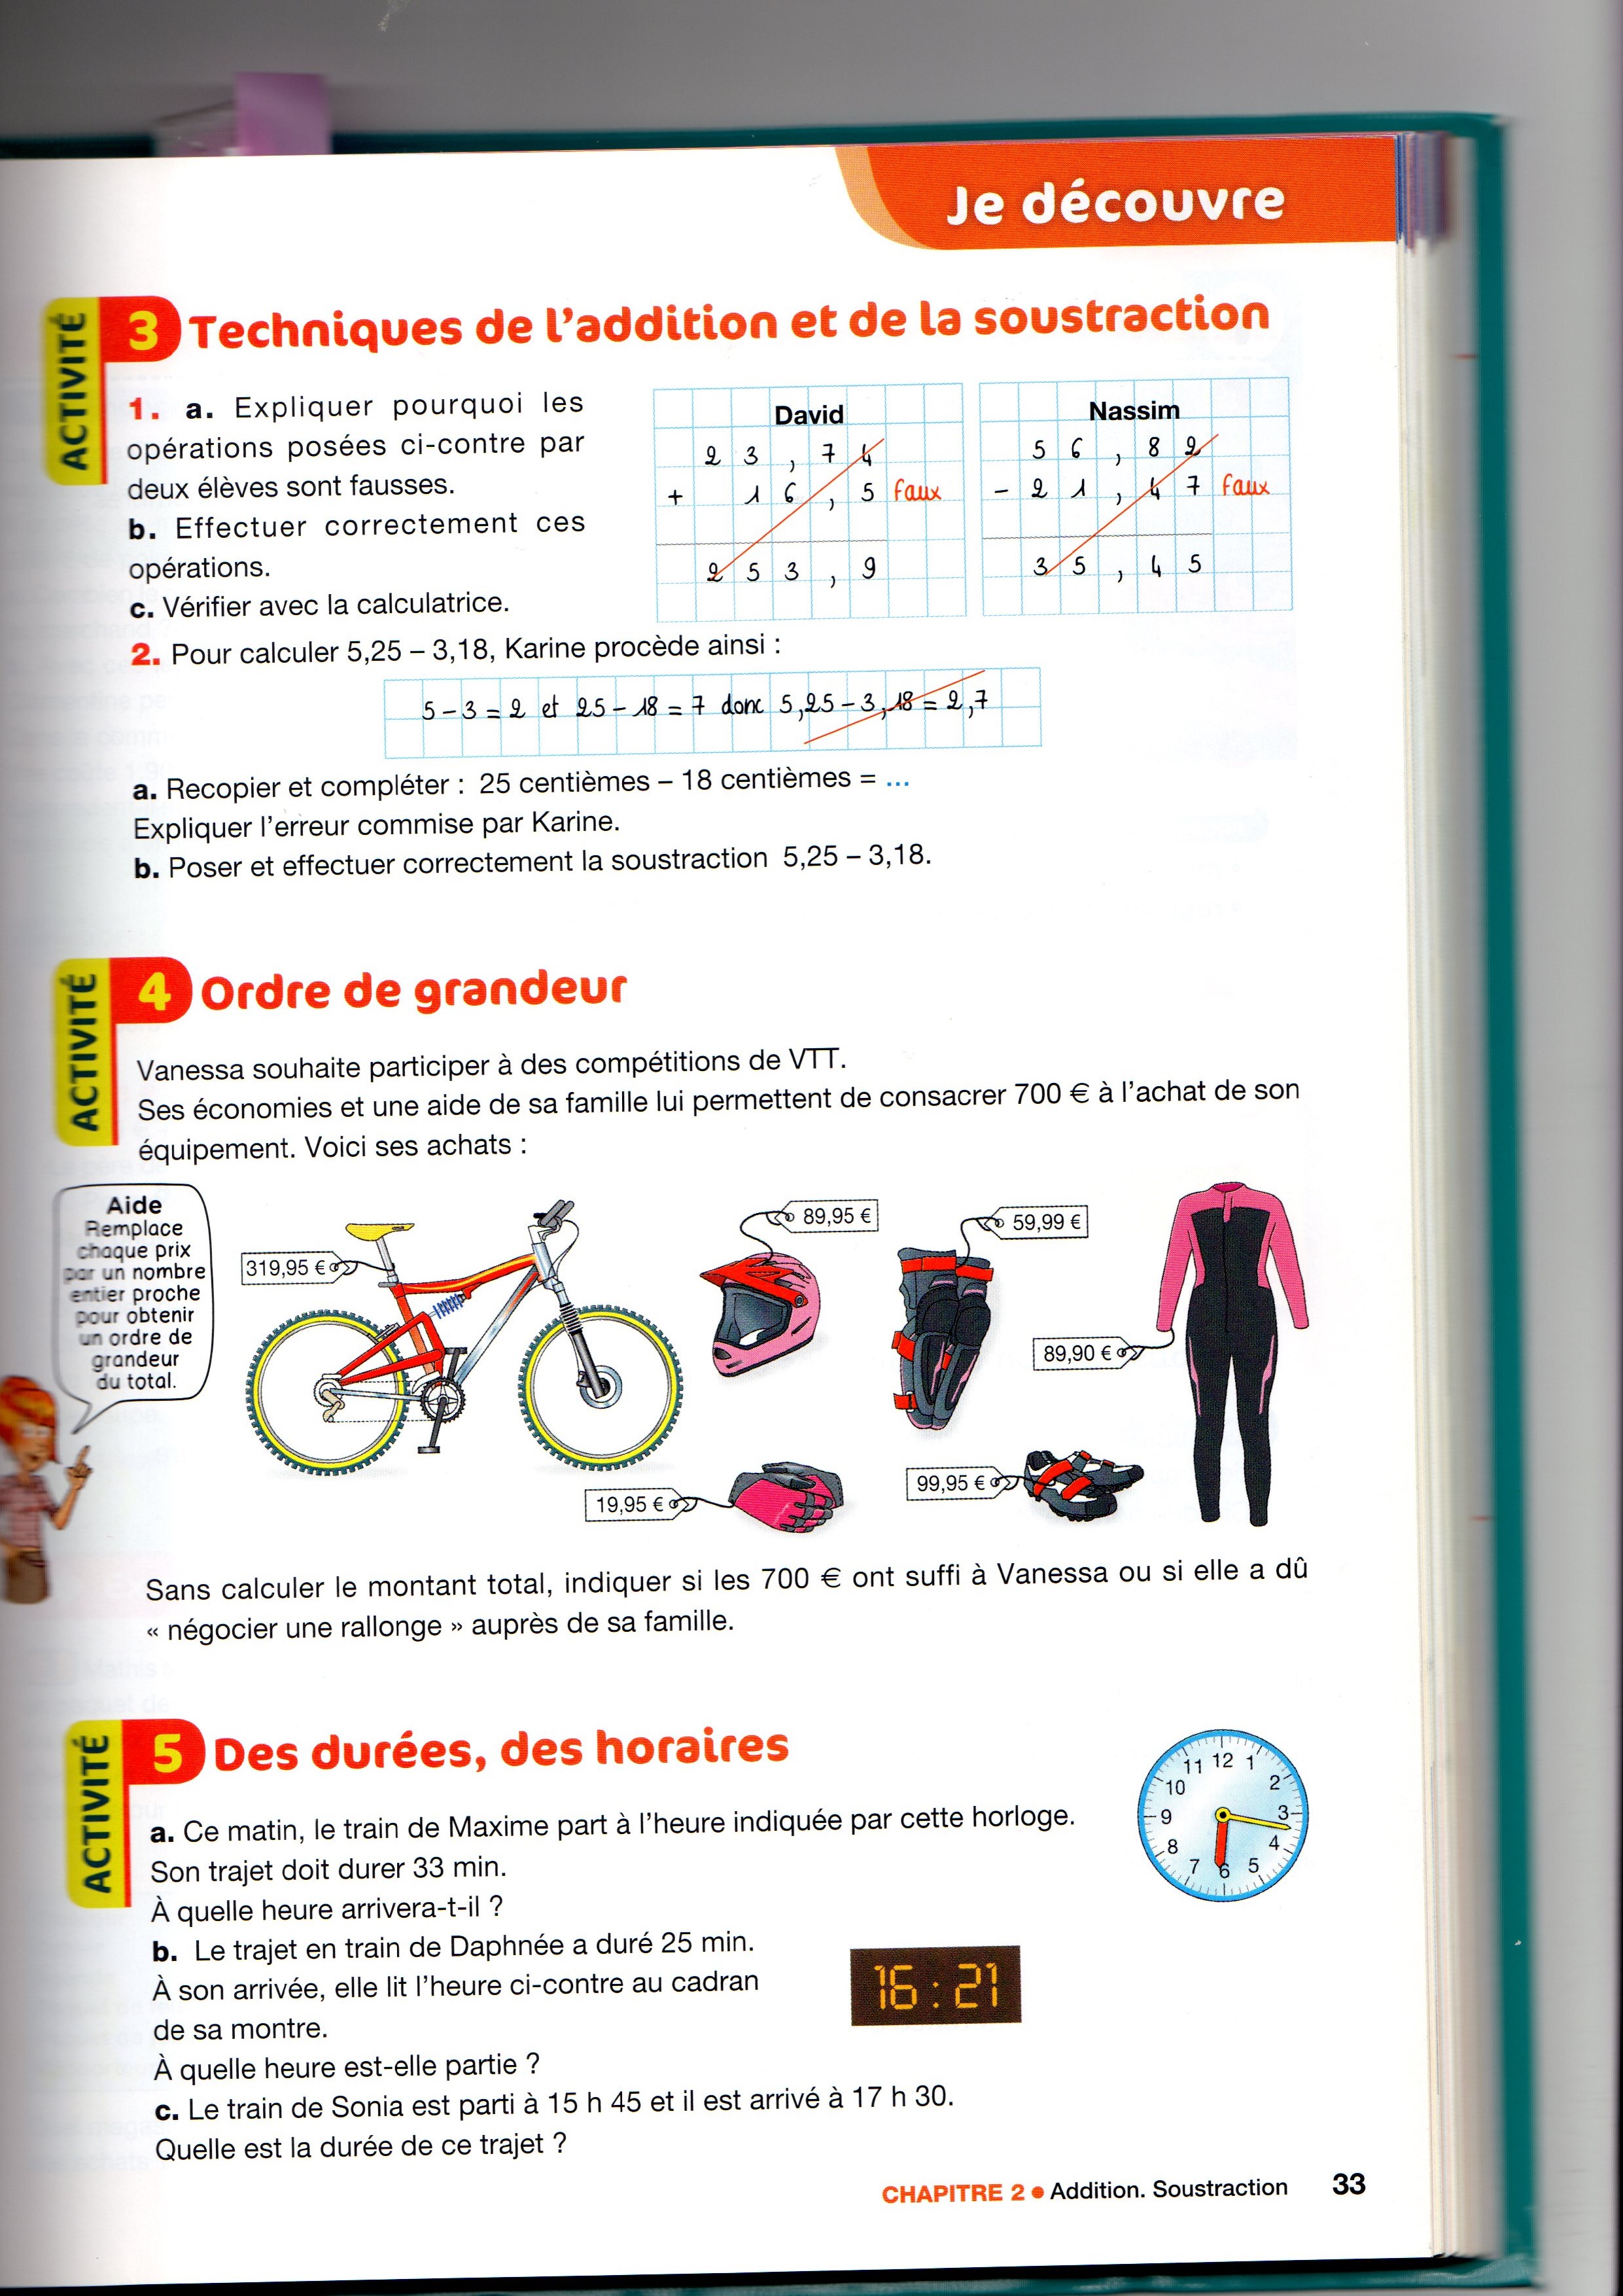 Je découvre
ACTIVITÉ
3 Techniques de l'addition et de la soustraction
1. a. Expliquer pourquoi les
opérations posées ci-contre par
deux élèves sont fausses.
b. Effectuer correctement ces
opérations.
c. Vérifier avec la calculatrice.
David
2 3 , 7 4
+ 1 6 , 5 faux
2 5 3 , 9
Nassim
5 6 , 8 2
- 2 1 , 4 7 faux
3 5 , 4 5
2. Pour calculer 5,25 – 3,18, Karine procède ainsi :
5 - 3 = 2 et 25 - 18 = 7 donc 5,25 - 3,18 = 2,7
a. Recopier et compléter : 25 centièmes – 18 centièmes = ...
Expliquer l'erreur commise par Karine.
b. Poser et effectuer correctement la soustraction 5,25 – 3,18.
ACTIVITÉ
4 Ordre de grandeur
Vanessa souhaite participer à des compétitions de VTT.
Ses économies et une aide de sa famille lui permettent de consacrer 700 € à l'achat de son
équipement. Voici ses achats :
Aide
Remplace
chaque prix
par un nombre
entier proche
pour obtenir
un ordre de
grandeur
du total.
319,95 €
89,95 €
59,99 €
89,90 €
19,95 €
99,95 €
Sans calculer le montant total, indiquer si les 700 € ont suffi à Vanessa ou si elle a dû
« négocier une rallonge » auprès de sa famille.
ACTIVITÉ
5 Des durées, des horaires
a. Ce matin, le train de Maxime part à l'heure indiquée par cette horloge.
Son trajet doit durer 33 min.
À quelle heure arrivera-t-il ?
12 1 2 3 4 5 6 7 8 9 10 11
b. Le trajet en train de Daphnée a duré 25 min.
À son arrivée, elle lit l'heure ci-contre au cadran
de sa montre.
À quelle heure est-elle partie ?
16:21
c. Le train de Sonia est parti à 15 h 45 et il est arrivé à 17 h 30.
Quelle est la durée de ce trajet ?
CHAPITRE 2 • Addition. Soustraction 33